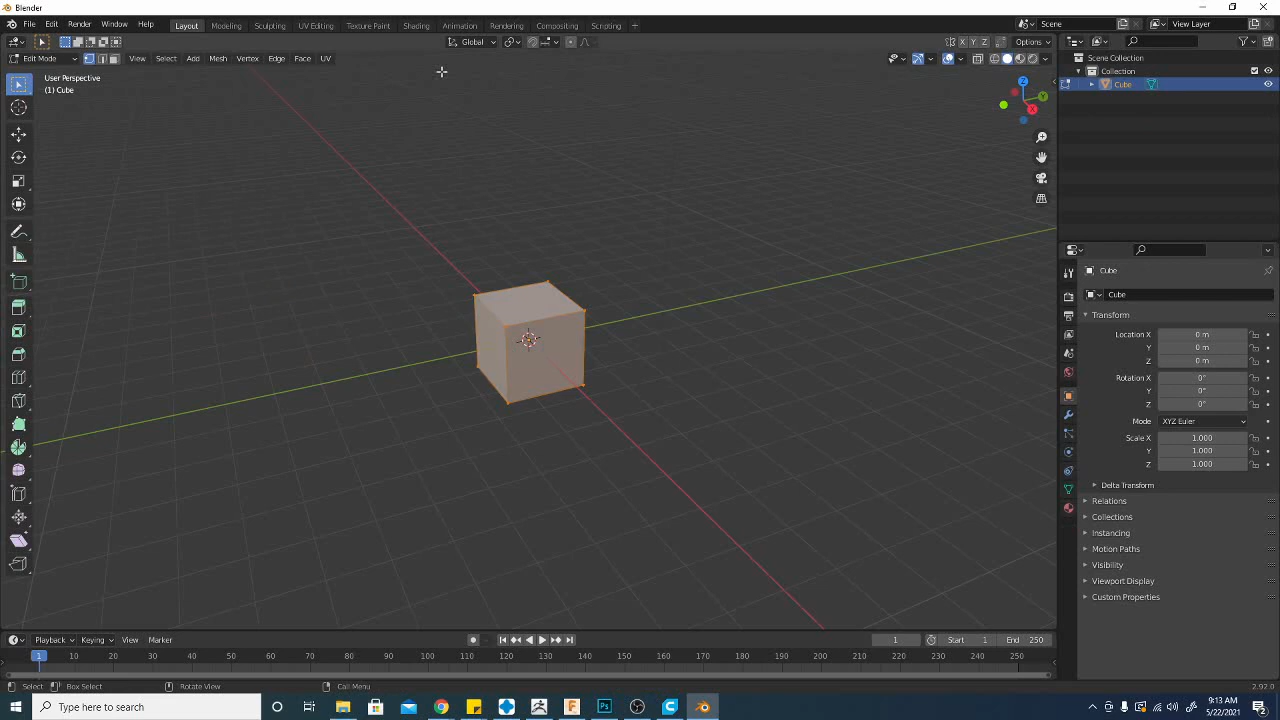 Blender
File Edit Render Window Help Layout Modeling Sculpting UV Editing Texture Paint Shading Animation Rendering Compositing Scripting + Scene View Layer
Global Options
Edit Mode View Select Add Mesh Vertex Edge Face UV
User Perspective
(1) Cube
Z
Y
X
X Y Z
Scene Collection
Collection
Cube
Cube
Cube
Transform
Location X 0 m
Y 0 m
Z 0 m
Rotation X 0°
Y 0°
Z 0°
Mode XYZ Euler
Scale X 1.000
Y 1.000
Z 1.000
Delta Transform
Relations
Collections
Instancing
Motion Paths
Visibility
Viewport Display
Custom Properties
Playback Keying View Marker 1 Start 1 End 250
1 10 20 30 40 50 60 70 80 90 100 110 120 130 140 150 160 170 180 190 200 210 220 230 240 250
Select Box Select Rotate View Call Menu 2.92.0
Type here to search
Ps
9:13 AM
5/22/2021